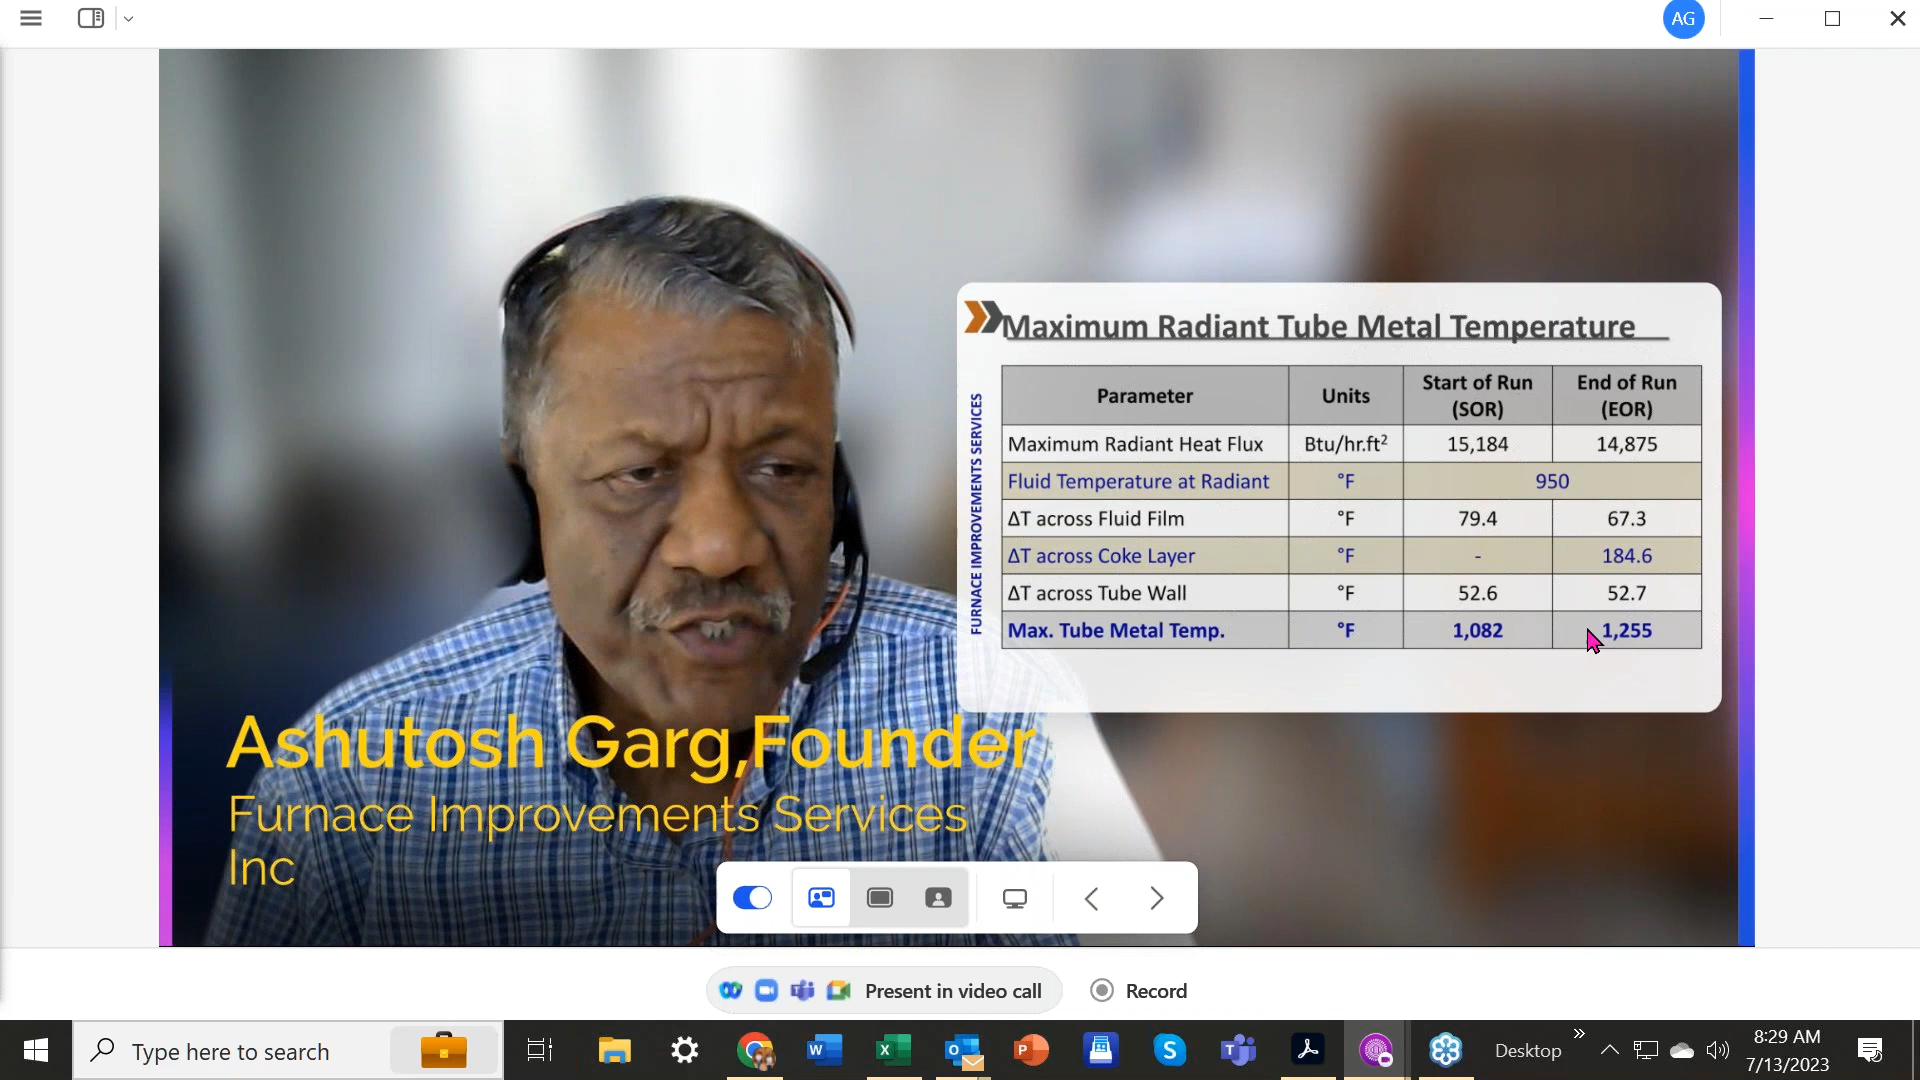 AG
Maximum Radiant Tube Metal Temperature
FURNACE IMPROVEMENTS SERVICES
Parameter Units Start of Run (SOR) End of Run (EOR)
Maximum Radiant Heat Flux Btu/hr.ft² 15,184 14,875
Fluid Temperature at Radiant °F 950
ΔT across Fluid Film °F 79.4 67.3
ΔT across Coke Layer °F - 184.6
ΔT across Tube Wall °F 52.6 52.7
Max. Tube Metal Temp. °F 1,082 1,255
Ashutosh Garg,Founder
Furnace Improvements Services
Inc
Present in video call Record
Type here to search Desktop 8:29 AM
7/13/2023